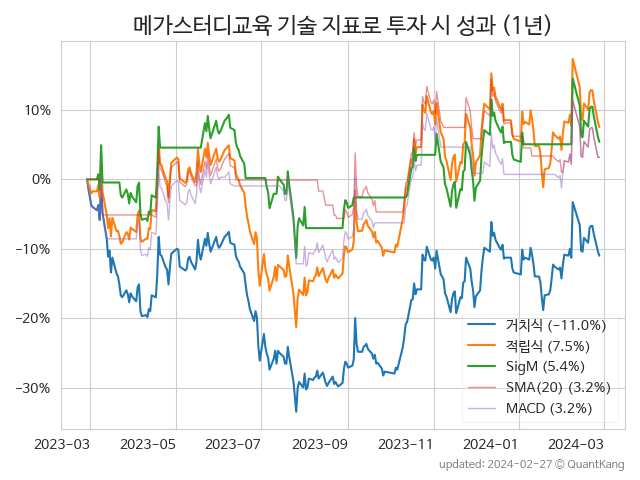 메가스터디교육 기술 지표로 투자 시 성과 (1년)
10%
0%
−10%
−20%
−30%
거치식 (−11.0%)
적립식 (7.5%)
SigM (5.4%)
SMA(20) (3.2%)
MACD (3.2%)
2023-03 2023-05 2023-07 2023-09 2023-11 2024-01 2024-03
updated: 2024-02-27 © QuantKang